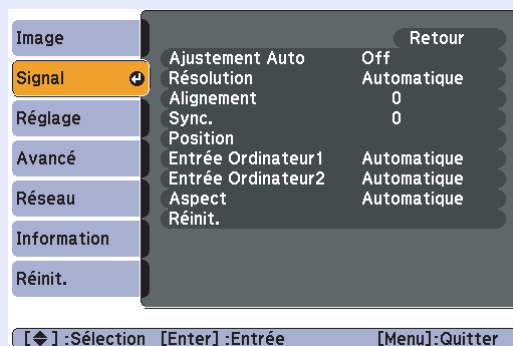 Image
Signal
Réglage
Avancé
Réseau
Information
Réinit.
Retour
Ajustement Auto Off
Résolution Automatique
Alignement 0
Sync. 0
Position
Entrée Ordinateur1 Automatique
Entrée Ordinateur2 Automatique
Aspect Automatique
Réinit.
[◆] :Sélection [Enter] :Entrée [Menu]:Quitter